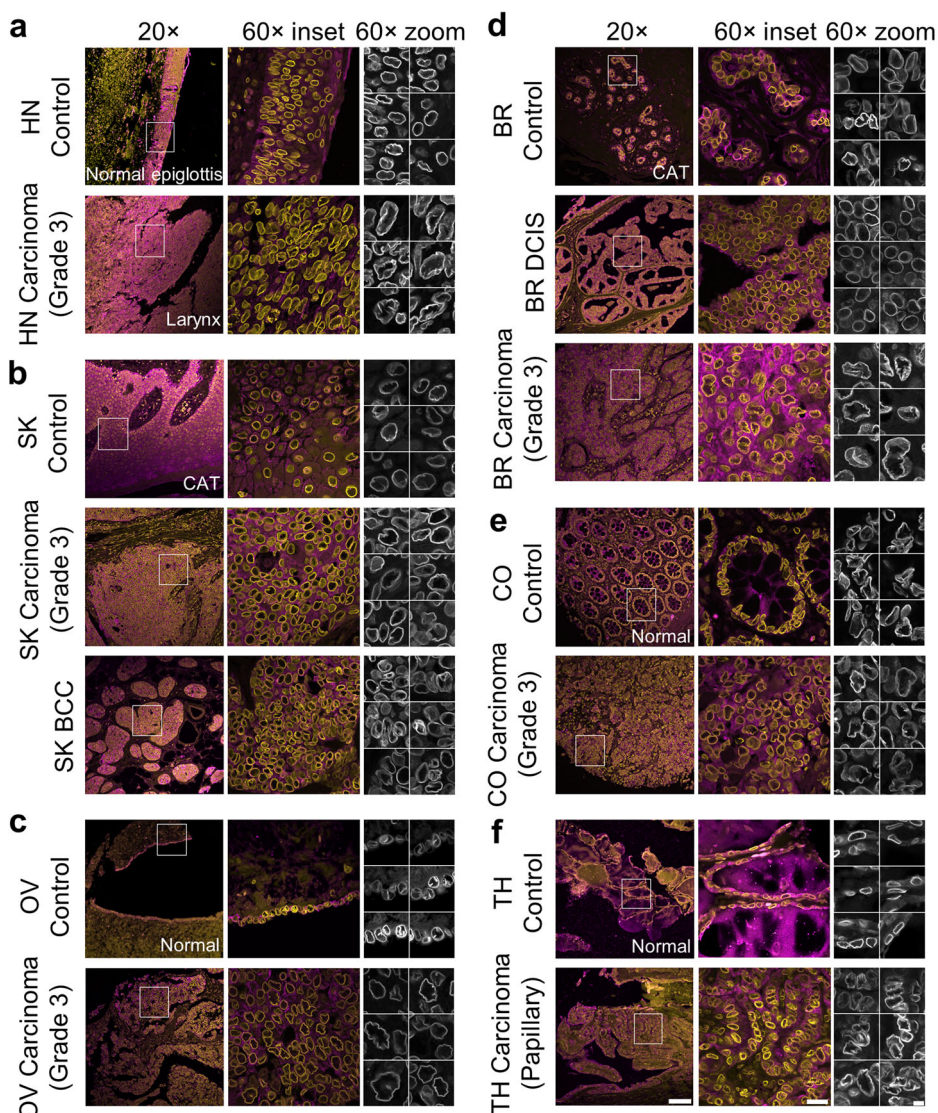 a
20×
60× inset
60× zoom
HN
Control
Normal epiglottis
HN Carcinoma
(Grade 3)
Larynx
b
SK
Control
CAT
SK Carcinoma
(Grade 3)
SK BCC
c
OV
Control
Normal
OV Carcinoma
(Grade 3)
d
20×
60× inset
60× zoom
BR
Control
CAT
BR DCIS
BR Carcinoma
(Grade 3)
e
CO
Control
Normal
CO Carcinoma
(Grade 3)
f
TH
Control
Normal
TH Carcinoma
(Papillary)